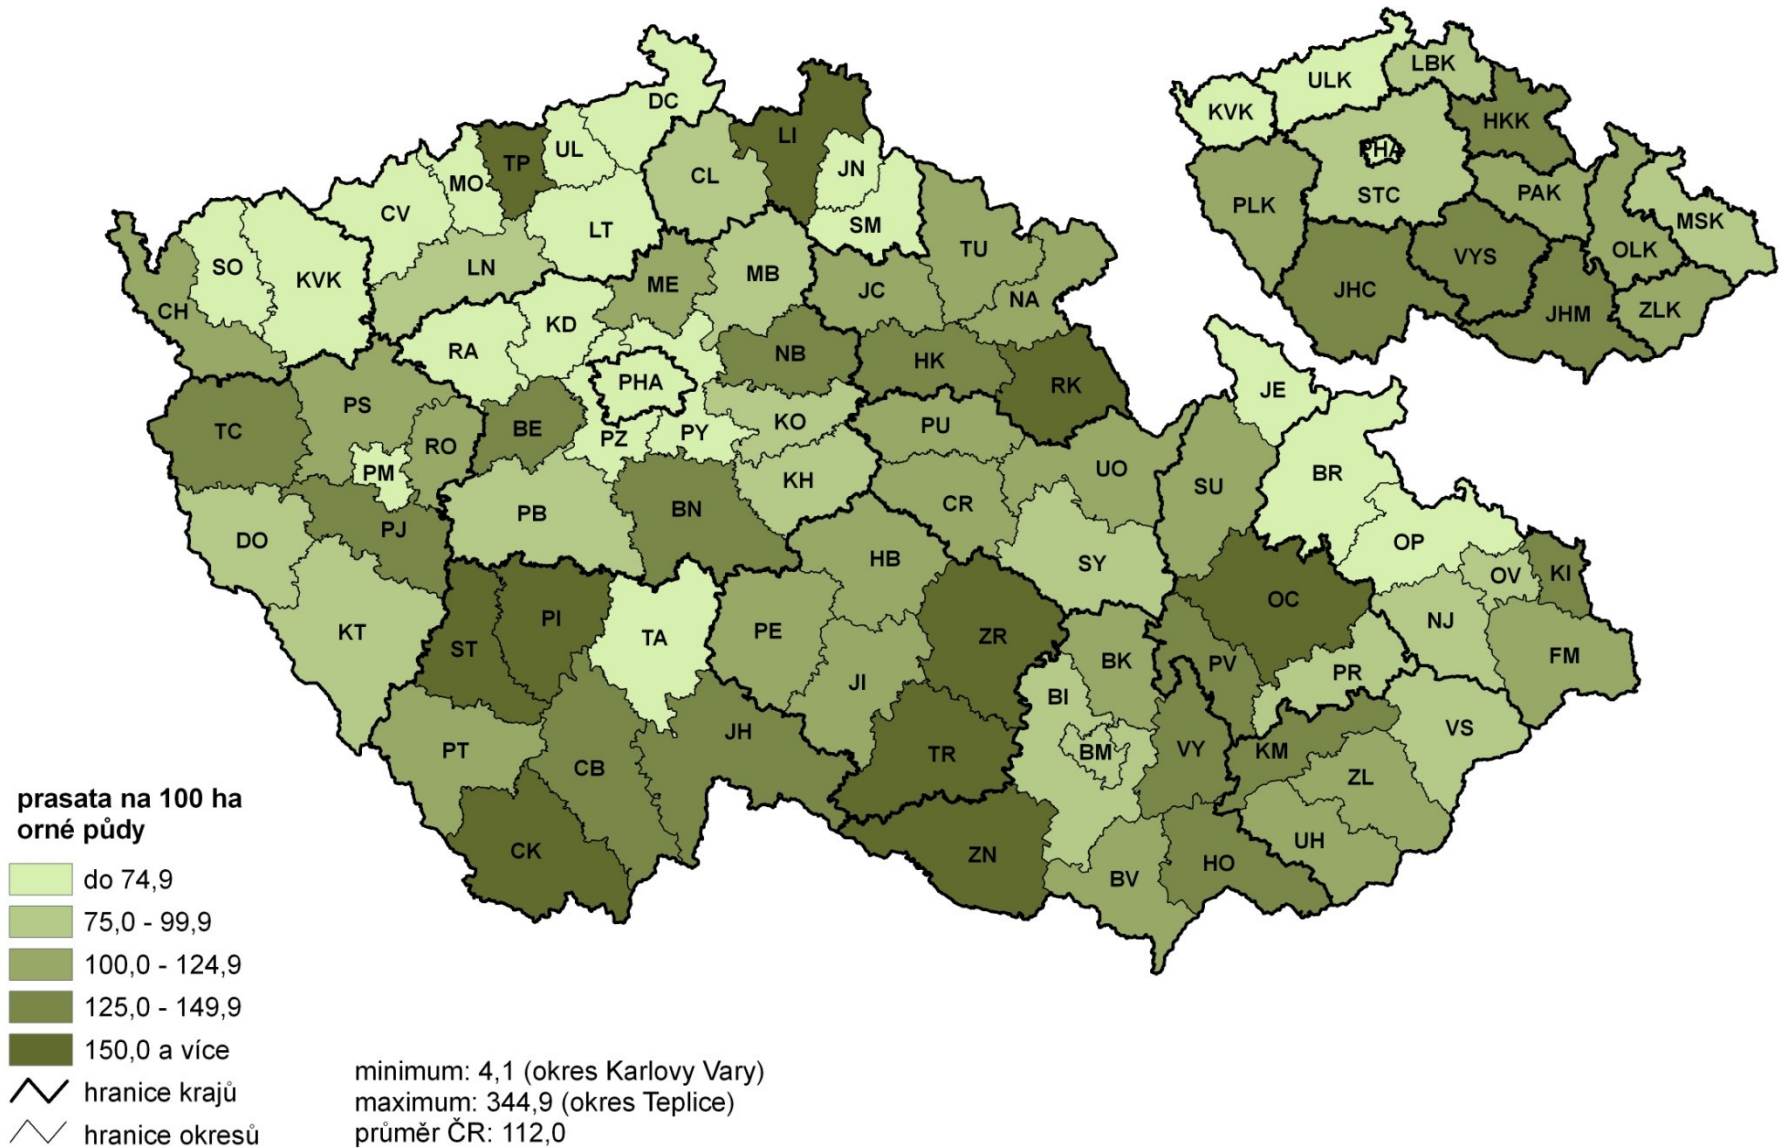 DC
UL
TP
MO
LI
CL
JN
CV
LT
SM
SO
KVK
LN
ME
MB
TU
JC
NA
CH
KD
RA
NB
HK
PHA
RK
PS
TC
BE
RO
PZ
PY
KO
PU
PM
UO
KH
CR
PB
BN
PJ
DO
SU
JE
BR
HB
SY
OP
OV
KI
OC
NJ
KT
ST
PI
TA
PE
ZR
BK
PV
PR
FM
JI
BI
VS
PT
CB
JH
TR
BM
VY
KM
ZL
CK
ZN
BV
HO
UH
ULK
LBK
KVK
HKK
PHA
PLK
STC
PAK
MSK
VYS
OLK
JHC
JHM
ZLK
prasata na 100 ha
orné půdy
do 74,9
75,0 - 99,9
100,0 - 124,9
125,0 - 149,9
150,0 a více
hranice krajů
hranice okresů
minimum: 4,1 (okres Karlovy Vary)
maximum: 344,9 (okres Teplice)
průměr ČR: 112,0